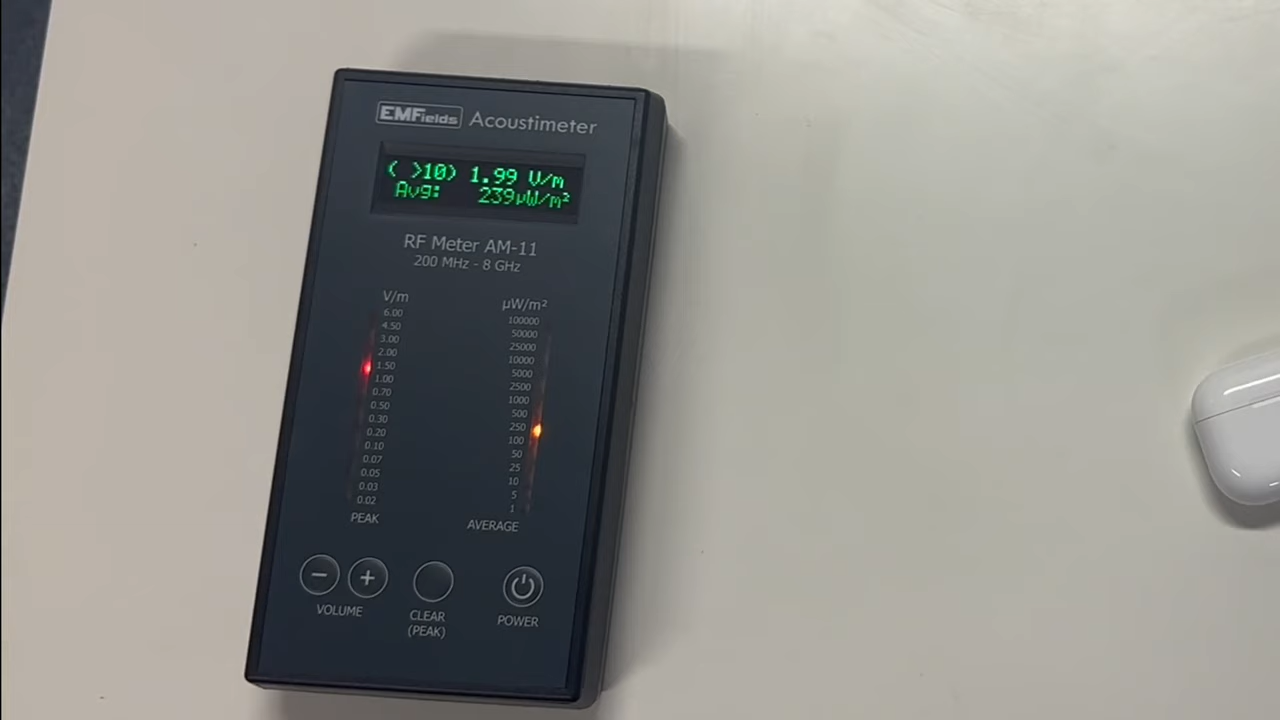 EMFields Acoustimeter
( >10) 1.99 V/m
Avg: 239µW/m²
RF Meter AM-11
200 MHz - 8 GHz
V/m
6.00
4.50
3.00
2.00
1.50
1.00
0.70
0.50
0.30
0.20
0.10
0.07
0.05
0.03
0.02
PEAK
µW/m²
100000
50000
25000
10000
5000
2500
1000
500
250
100
50
25
10
5
1
AVERAGE
− +
VOLUME
CLEAR
(PEAK)
POWER